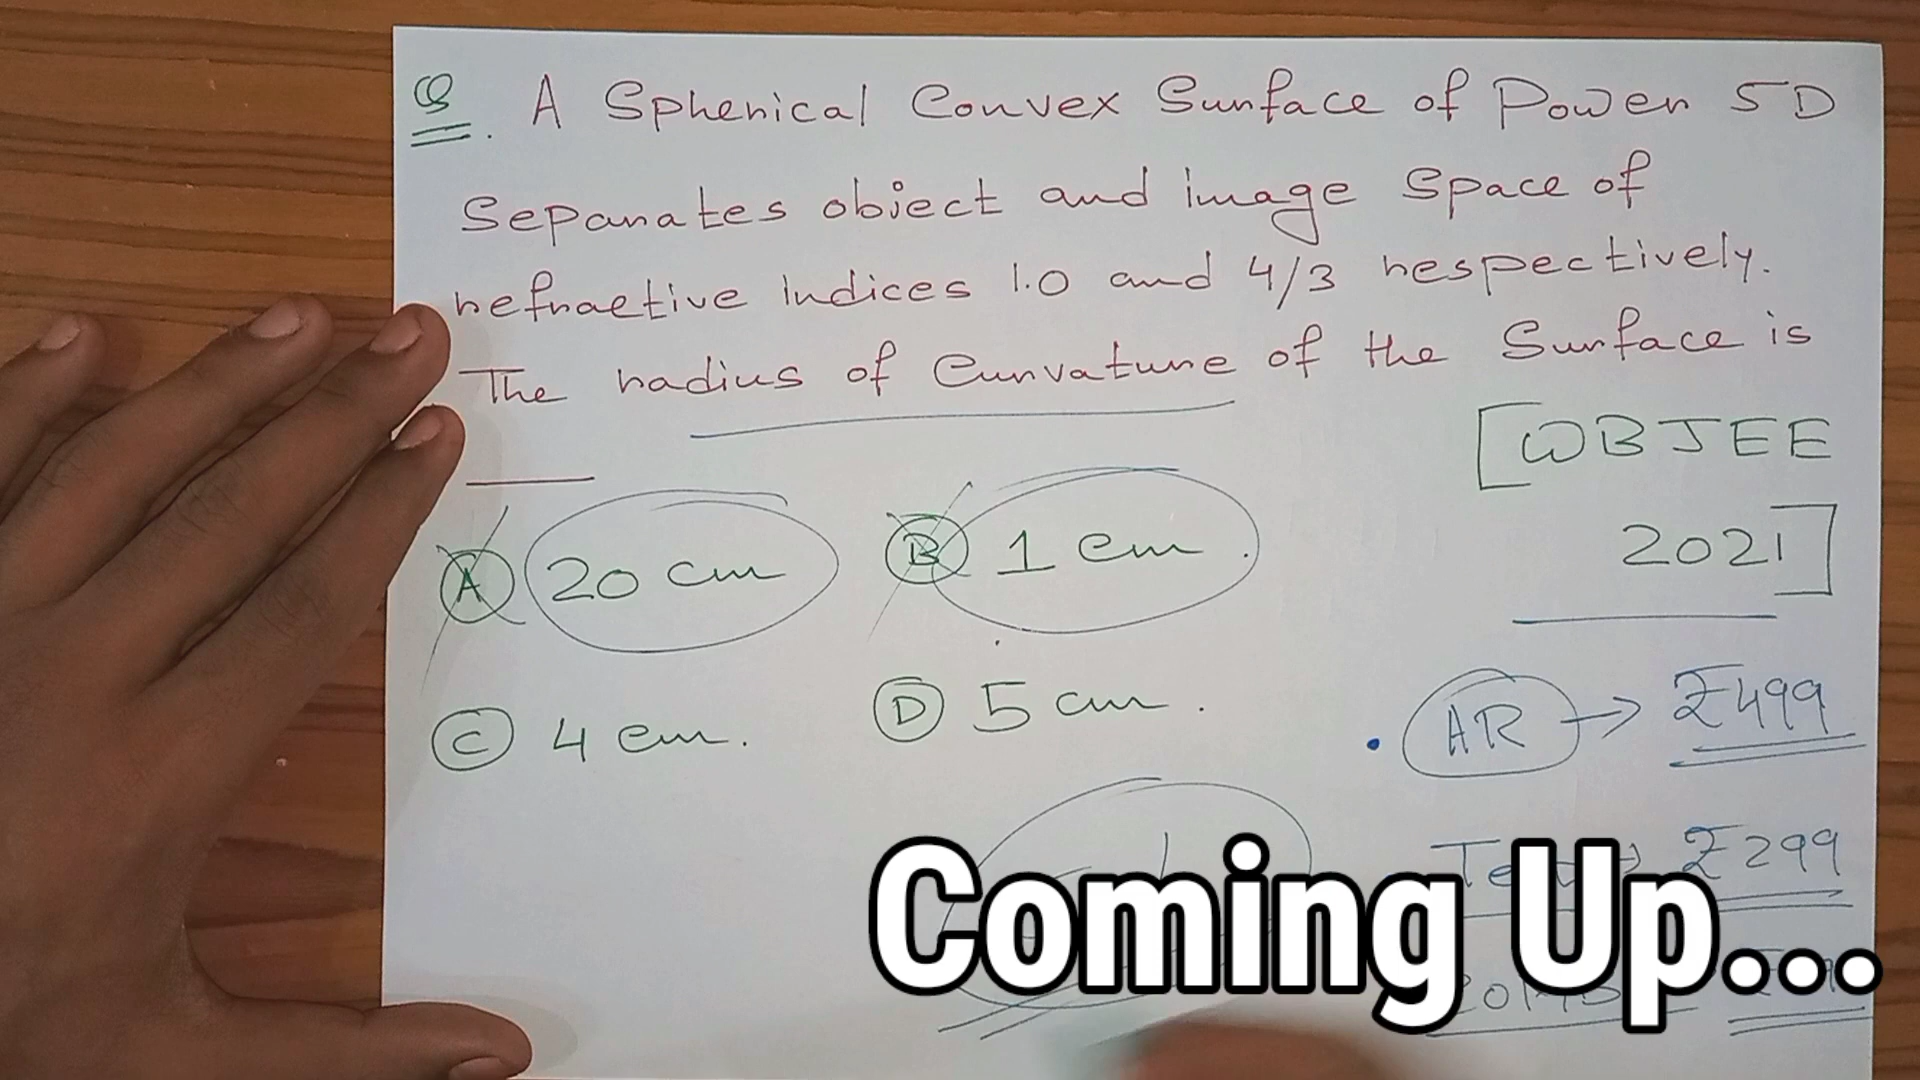 Q. A Spherical Convex Surface of Power 5D
Separates object and image space of
refractive indices 1.0 and 4/3 respectively.
The radius of curvature of the surface is
[WBJEE
2021]
A 20 cm B 1 cm.
C 4 cm. D 5 cm.
AR → ₹499
₹299
Coming Up...